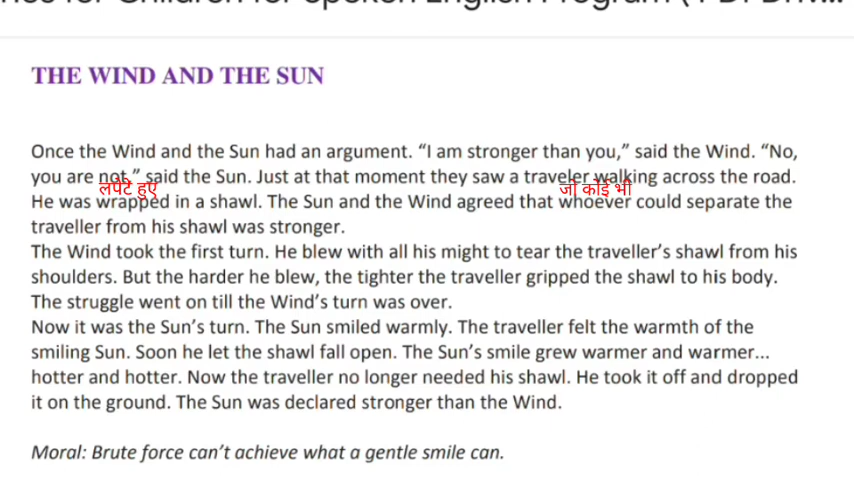 THE WIND AND THE SUN
Once the Wind and the Sun had an argument. “I am stronger than you,” said the Wind. “No,
you are not,” said the Sun. Just at that moment they saw a traveler walking across the road.
लपेटे हुए जो कोई भी
He was wrapped in a shawl. The Sun and the Wind agreed that whoever could separate the
traveller from his shawl was stronger.
The Wind took the first turn. He blew with all his might to tear the traveller’s shawl from his
shoulders. But the harder he blew, the tighter the traveller gripped the shawl to his body.
The struggle went on till the Wind’s turn was over.
Now it was the Sun’s turn. The Sun smiled warmly. The traveller felt the warmth of the
smiling Sun. Soon he let the shawl fall open. The Sun’s smile grew warmer and warmer...
hotter and hotter. Now the traveller no longer needed his shawl. He took it off and dropped
it on the ground. The Sun was declared stronger than the Wind.
Moral: Brute force can’t achieve what a gentle smile can.